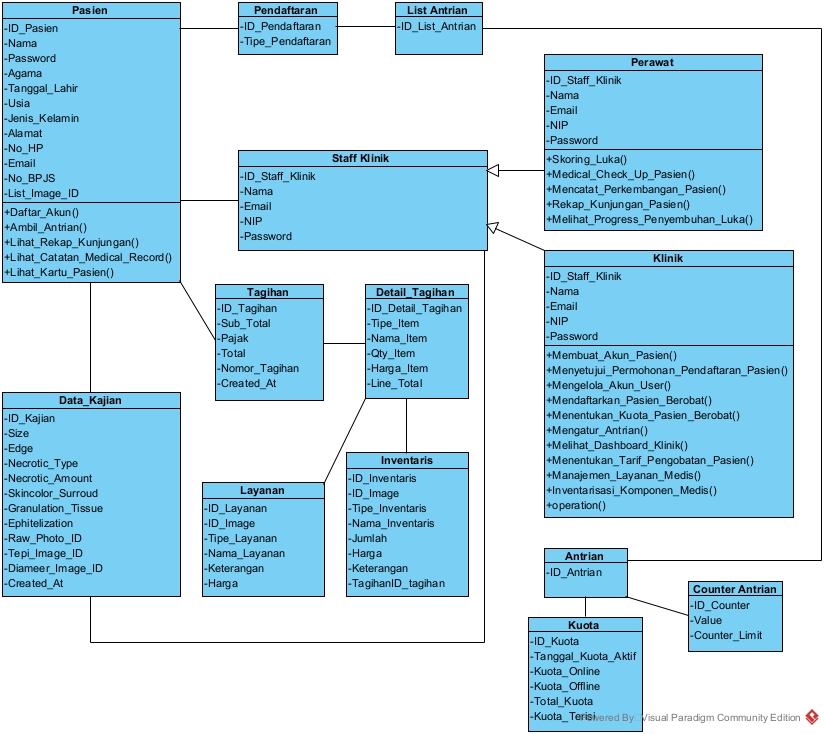 Pasien
-ID_Pasien
-Nama
-Password
-Agama
-Tanggal_Lahir
-Usia
-Jenis_Kelamin
-Alamat
-No_HP
-Email
-No_BPJS
-List_Image_ID
+Daftar_Akun()
+Ambil_Antrian()
+Lihat_Rekap_Kunjungan()
+Lihat_Catatan_Medical_Record()
+Lihat_Kartu_Pasien()
Pendaftaran
-ID_Pendaftaran
-Tipe_Pendaftaran
List Antrian
-ID_List_Antrian
Perawat
-ID_Staff_Klinik
-Nama
-Email
-NIP
-Password
+Skoring_Luka()
+Medical_Check_Up_Pasien()
+Mencatat_Perkembangan_Pasien()
+Rekap_Kunjungan_Pasien()
+Melihat_Progress_Penyembuhan_Luka()
Staff Klinik
-ID_Staff_Klinik
-Nama
-Email
-NIP
-Password
Klinik
-ID_Staff_Klinik
-Nama
-Email
-NIP
-Password
+Membuat_Akun_Pasien()
+Menyetujui_Permohonan_Pendaftaran_Pasien()
+Mengelola_Akun_User()
+Mendaftarkan_Pasien_Berobat()
+Menentukan_Kuota_Pasien_Berobat()
+Mengatur_Antrian()
+Melihat_Dashboard_Klinik()
+Menentukan_Tarif_Pengobatan_Pasien()
+Manajemen_Layanan_Medis()
+Inventarisasi_Komponen_Medis()
+operation()
Tagihan
-ID_Tagihan
-Sub_Total
-Pajak
-Total
-Nomor_Tagihan
-Created_At
Detail_Tagihan
-ID_Detail_Tagihan
-Tipe_Item
-Nama_Item
-Qty_Item
-Harga_Item
-Line_Total
Data_Kajian
-ID_Kajian
-Size
-Edge
-Necrotic_Type
-Necrotic_Amount
-Skincolor_Surroud
-Granulation_Tissue
-Ephitelization
-Raw_Photo_ID
-Tepi_Image_ID
-Diameer_Image_ID
-Created_At
Layanan
-ID_Layanan
-ID_Image
-Tipe_Layanan
-Nama_Layanan
-Keterangan
-Harga
Inventaris
-ID_Inventaris
-ID_Image
-Tipe_Inventaris
-Nama_Inventaris
-Jumlah
-Harga
-Keterangan
-TagihanID_tagihan
Antrian
-ID_Antrian
Counter Antrian
-ID_Counter
-Value
-Counter_Limit
Kuota
-ID_Kuota
-Tanggal_Kuota_Aktif
-Kuota_Online
-Kuota_Offline
-Total_Kuota
-Kuota_Terisi
Powered By Visual Paradigm Community Edition